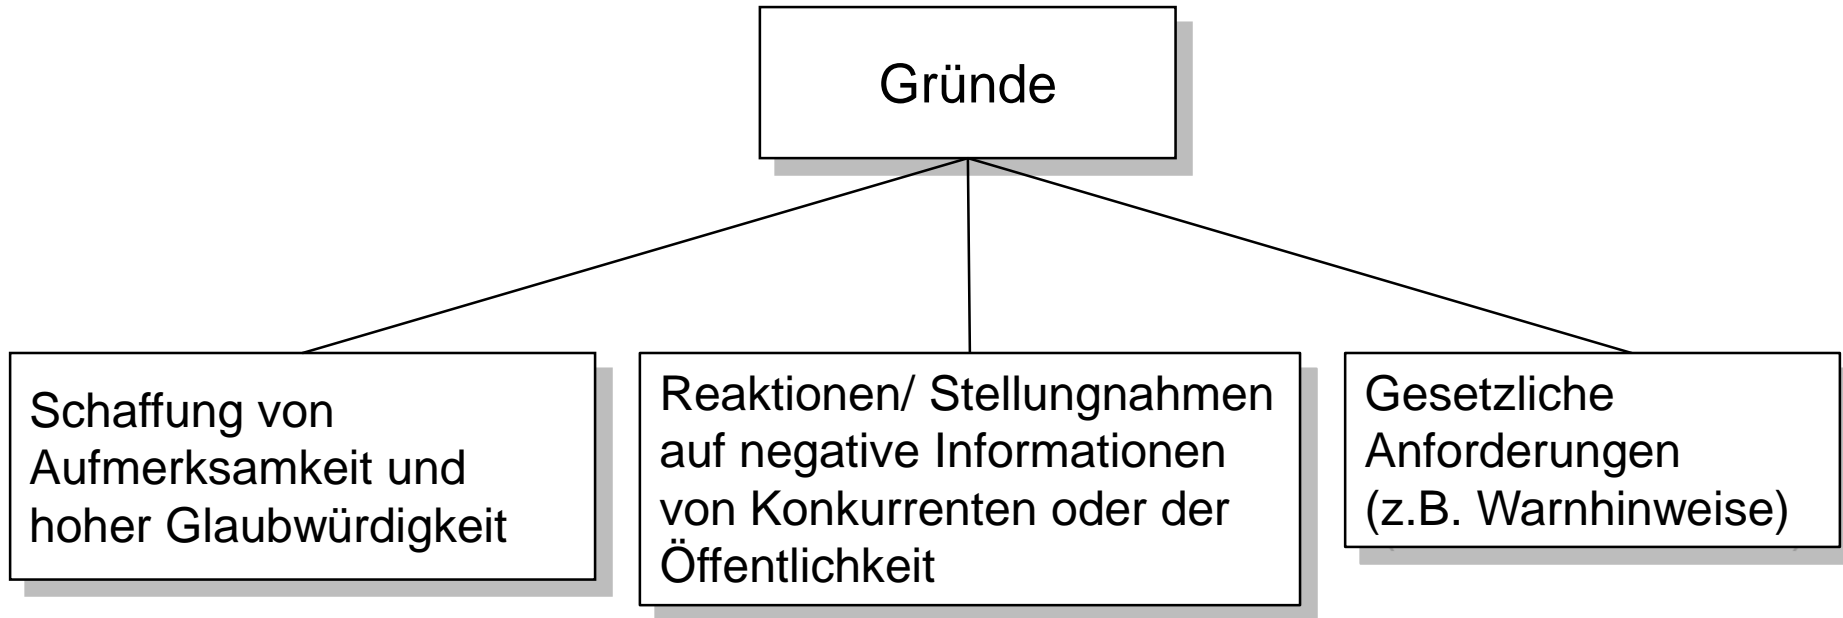 Gründe
Schaffung von
Aufmerksamkeit und
hoher Glaubwürdigkeit
Reaktionen/ Stellungnahmen
auf negative Informationen
von Konkurrenten oder der
Öffentlichkeit
Gesetzliche
Anforderungen
(z.B. Warnhinweise)